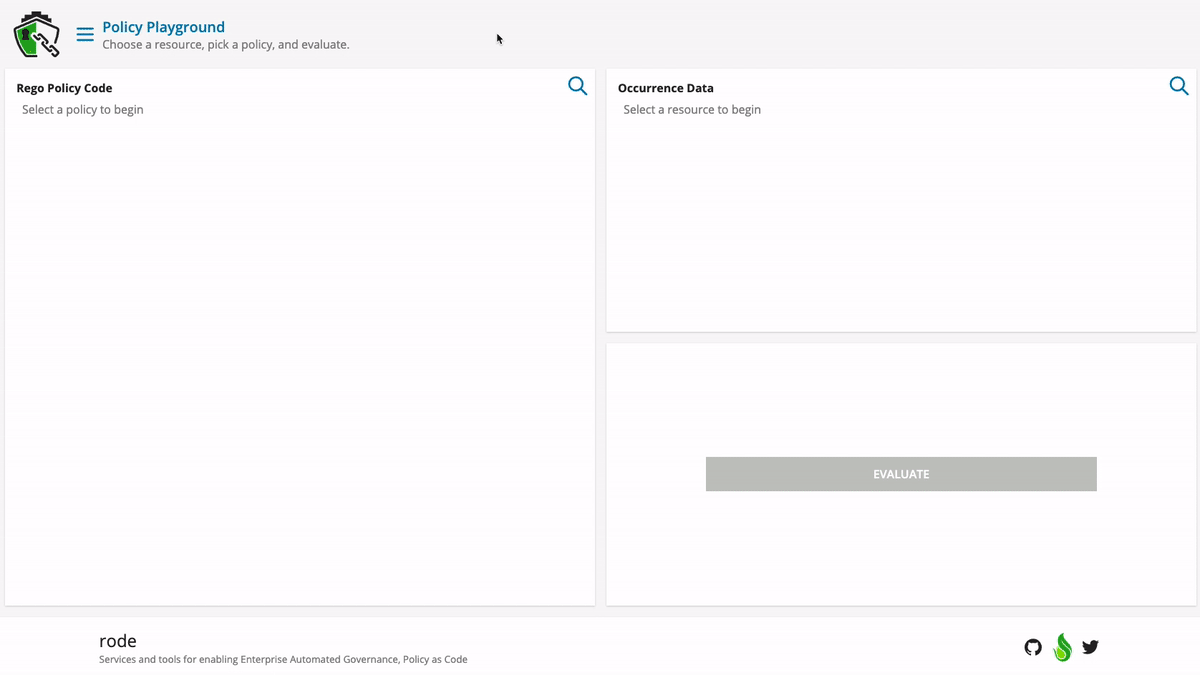 Policy Playground
Choose a resource, pick a policy, and evaluate.
Rego Policy Code
Select a policy to begin
Occurrence Data
Select a resource to begin
EVALUATE
rode
Services and tools for enabling Enterprise Automated Governance, Policy as Code